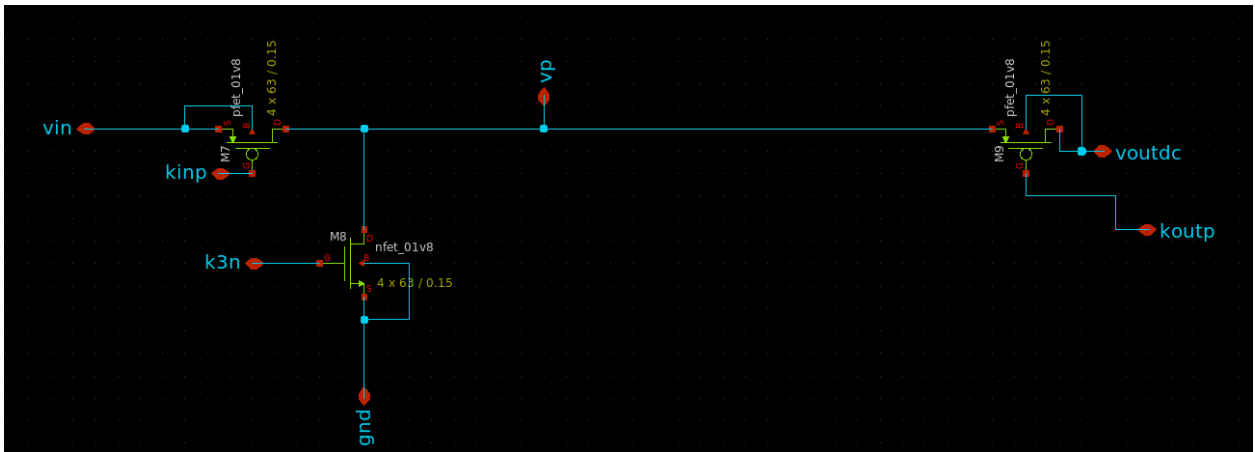 vin
kinp
pfet_01v8
4 x 63 / 0.15
M7
S
B
D
G
vp
k3n
M8
nfet_01v8
4 x 63 / 0.15
D
G
B
S
gnd
pfet_01v8
4 x 63 / 0.15
M9
S
B
D
G
voutdc
koutp